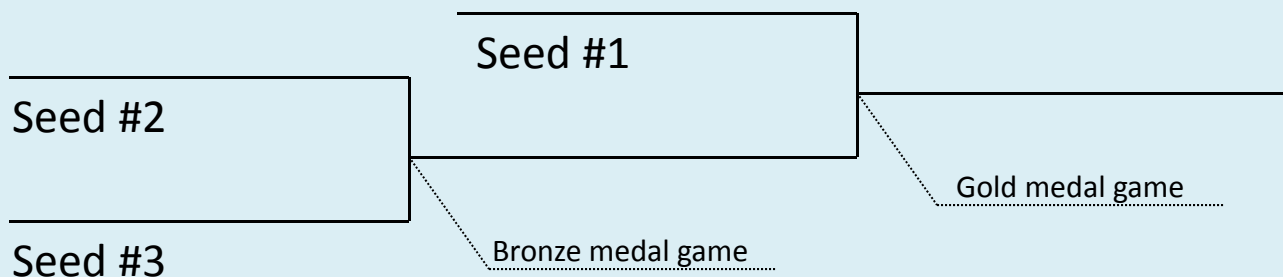 Seed #1
Seed #2
Gold medal game
Bronze medal game
Seed #3